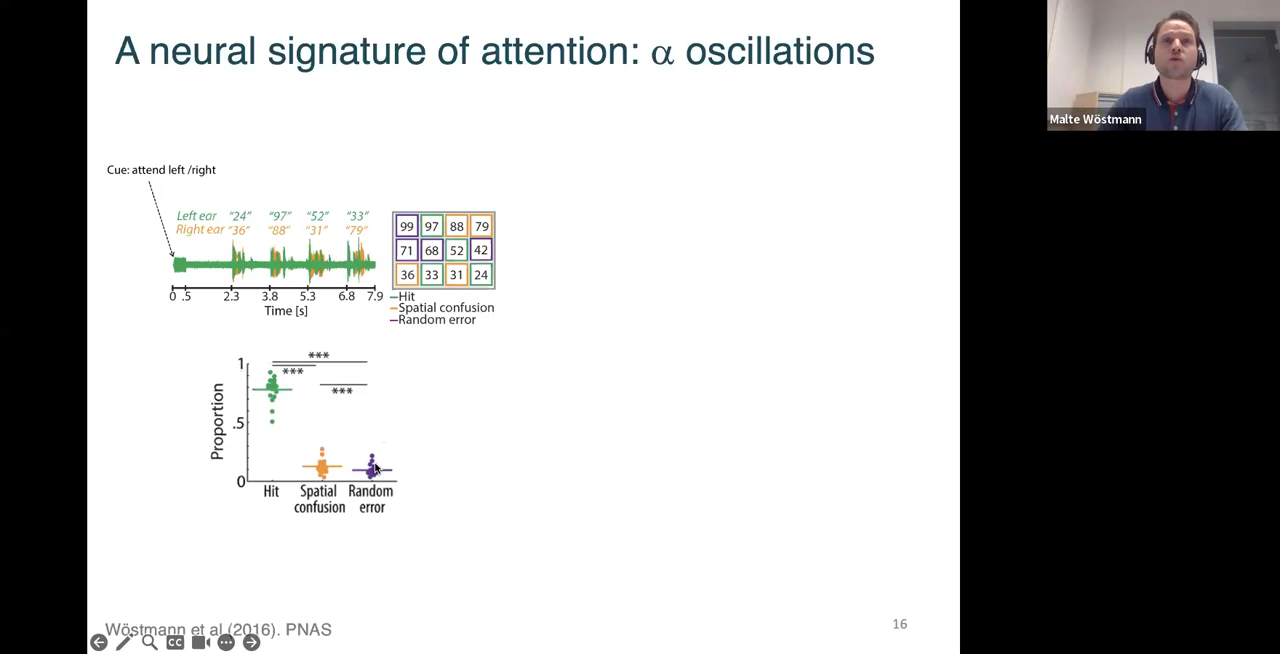 A neural signature of attention: α oscillations
Malte Wöstmann
Cue: attend left /right
Left ear "24" "97" "52" "33"
Right ear "36" "88" "31" "79"
0 .5 2.3 3.8 5.3 6.8 7.9
Time [s]
99 97 88 79
71 68 52 42
36 33 31 24
Hit
Spatial confusion
Random error
Proportion
1
.5
0
***
***
***
Hit
Spatial confusion
Random error
Wöstmann et al (2016). PNAS
16
CC